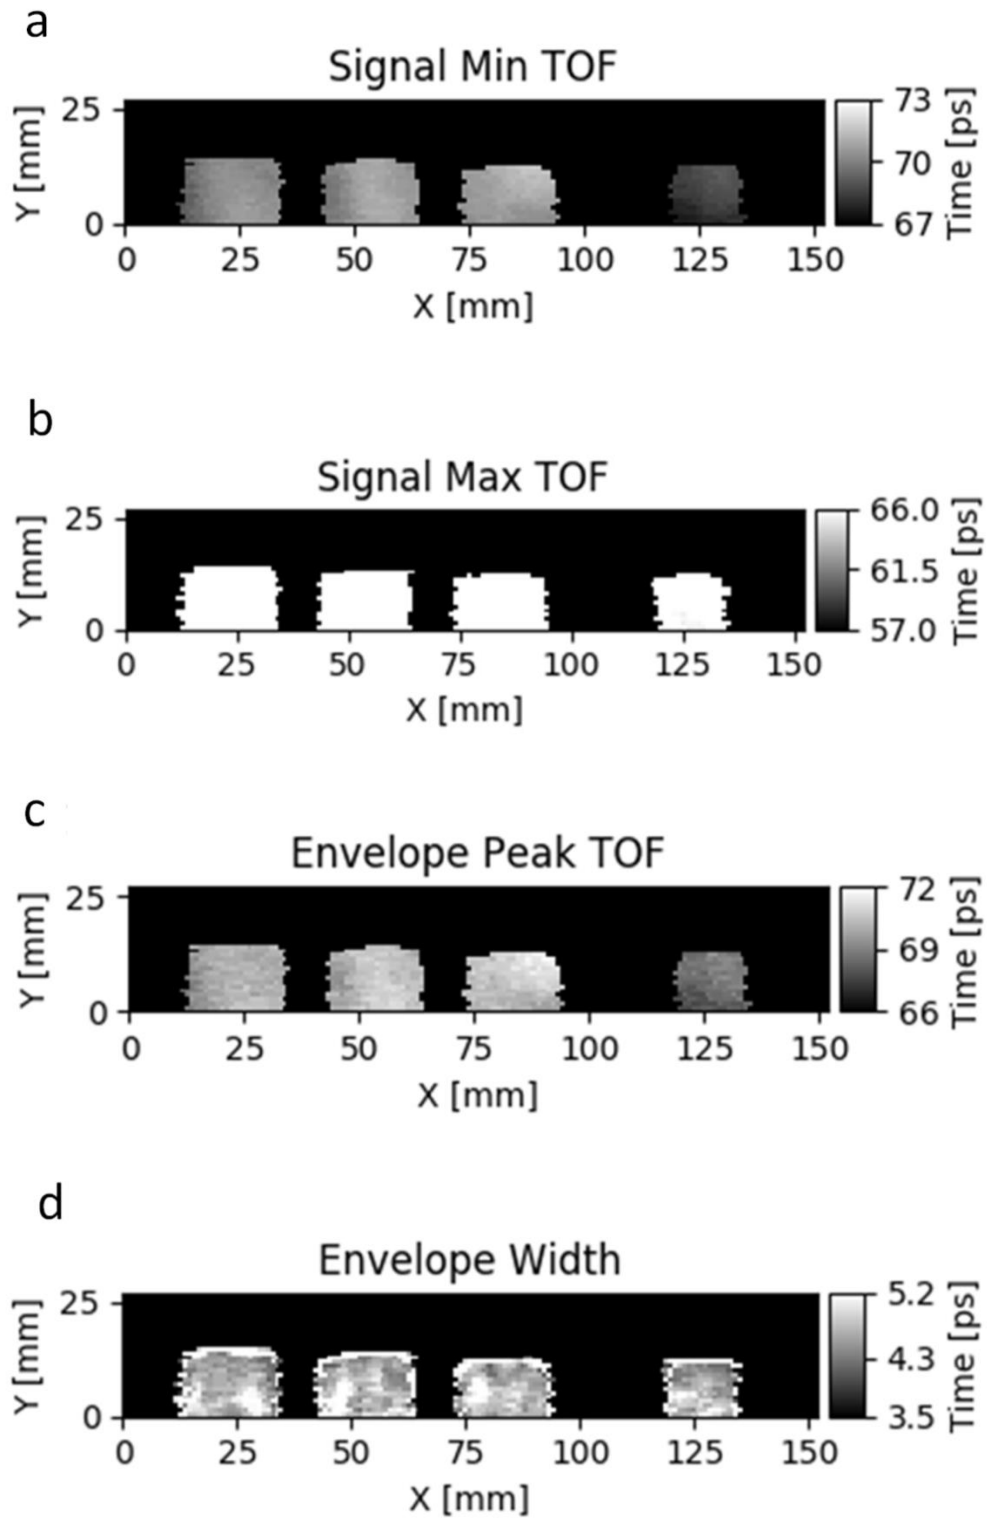 a
Signal Min TOF
Y [mm]
25
0
0 25 50 75 100 125 150
X [mm]
73
70
67
Time [ps]
b
Signal Max TOF
Y [mm]
25
0
0 25 50 75 100 125 150
X [mm]
66.0
61.5
57.0
Time [ps]
c
Envelope Peak TOF
Y [mm]
25
0
0 25 50 75 100 125 150
X [mm]
72
69
66
Time [ps]
d
Envelope Width
Y [mm]
25
0
0 25 50 75 100 125 150
X [mm]
5.2
4.3
3.5
Time [ps]